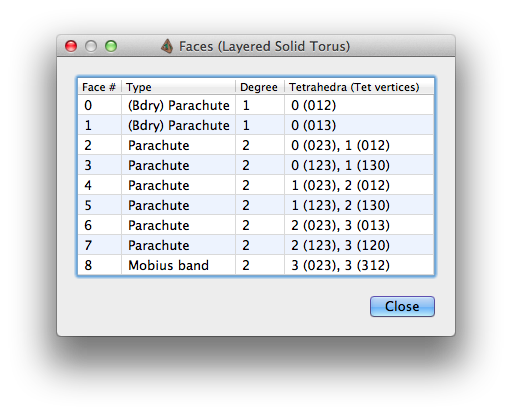 Faces (Layered Solid Torus)
Face # Type Degree Tetrahedra (Tet vertices)
0 (Bdry) Parachute 1 0 (012)
1 (Bdry) Parachute 1 0 (013)
2 Parachute 2 0 (023), 1 (012)
3 Parachute 2 0 (123), 1 (130)
4 Parachute 2 1 (023), 2 (012)
5 Parachute 2 1 (123), 2 (130)
6 Parachute 2 2 (023), 3 (013)
7 Parachute 2 2 (123), 3 (120)
8 Mobius band 2 3 (023), 3 (312)
Close